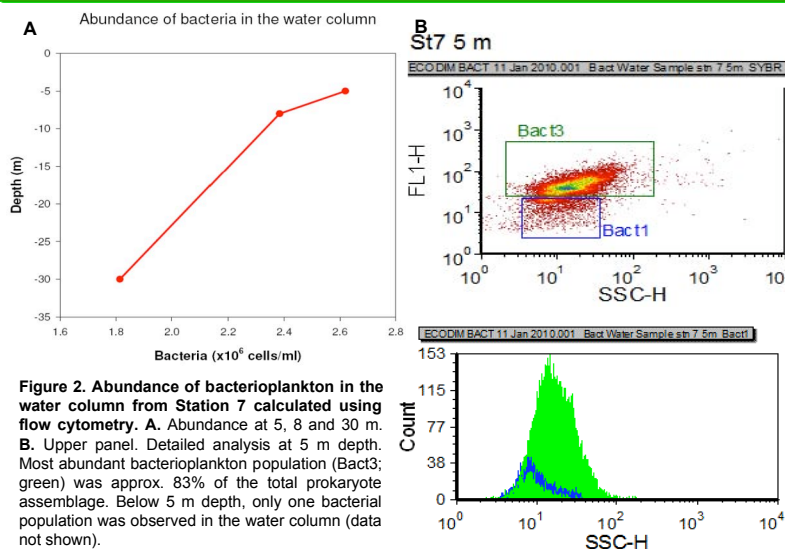 A
Abundance of bacteria in the water column
0
-5
-10
-15
-20
-25
-30
-35
Depth (m)
1.6 1.8 2.0 2.2 2.4 2.6 2.8
Bacteria (x10⁶ cells/ml)
Figure 2. Abundance of bacterioplankton in the
water column from Station 7 calculated using
flow cytometry. A. Abundance at 5, 8 and 30 m.
B. Upper panel. Detailed analysis at 5 m depth.
Most abundant bacterioplankton population (Bact3;
green) was approx. 83% of the total prokaryote
assemblage. Below 5 m depth, only one bacterial
population was observed in the water column (data
not shown).
B
St7 5 m
ECODIM BACT 11 Jan 2010.001 Bact Water Sample stn 7 5m SYBR
10⁴
10³
10²
10¹
10⁰
FL1-H
Bact3
Bact1
10⁰ 10¹ 10² 10³
SSC-H
ECODIM BACT 11 Jan 2010.001 Bact Water Sample stn 7 5m Bact1
153
115
77
38
0
Count
10⁰ 10¹ 10² 10³ 10⁴
SSC-H